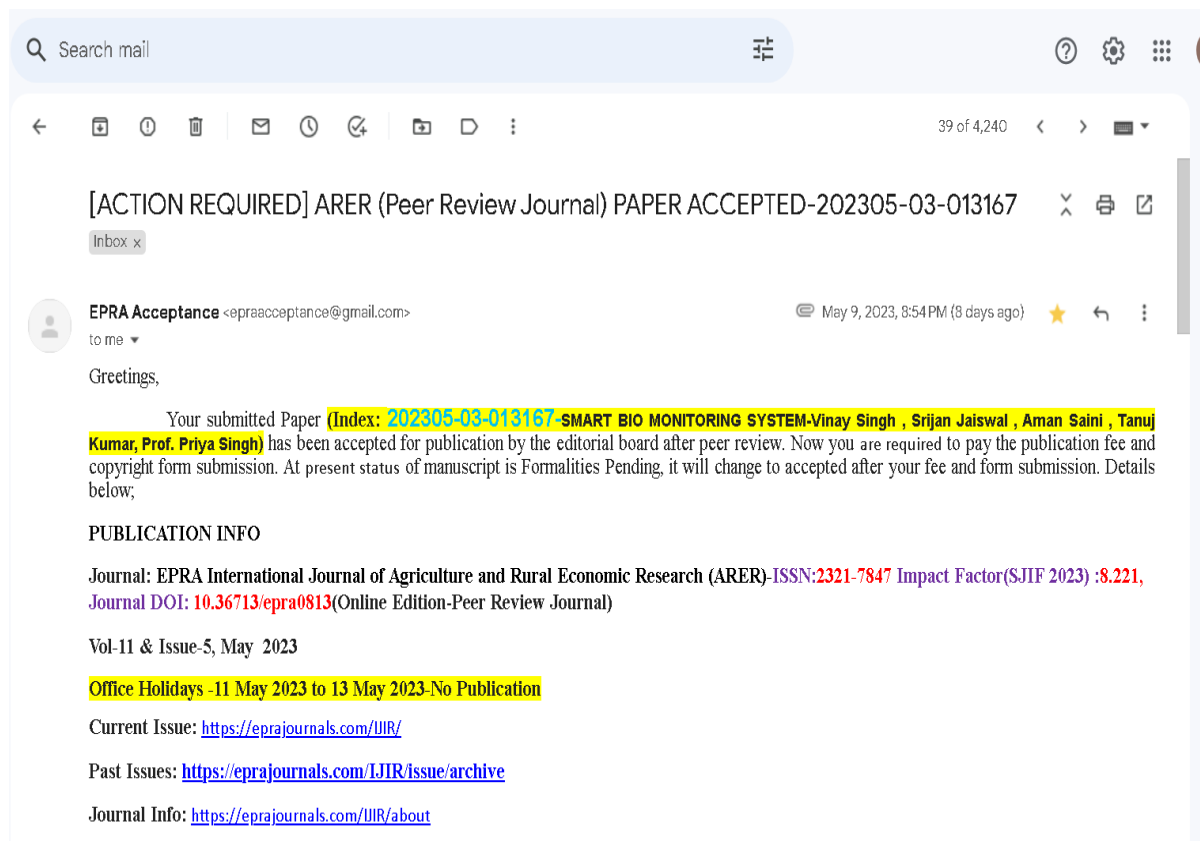 Search mail
39 of 4,240
[ACTION REQUIRED] ARER (Peer Review Journal) PAPER ACCEPTED-202305-03-013167
Inbox x
EPRA Acceptance <epraacceptance@gmail.com>
May 9, 2023, 8:54 PM (8 days ago)
to me
Greetings,
Your submitted Paper (Index: 202305-03-013167-SMART BIO MONITORING SYSTEM-Vinay Singh , Srijan Jaiswal , Aman Saini , Tanuj
Kumar, Prof. Priya Singh) has been accepted for publication by the editorial board after peer review. Now you are required to pay the publication fee and
copyright form submission. At present status of manuscript is Formalities Pending, it will change to accepted after your fee and form submission. Details
below;
PUBLICATION INFO
Journal: EPRA International Journal of Agriculture and Rural Economic Research (ARER)-ISSN:2321-7847 Impact Factor(SJIF 2023) :8.221,
Journal DOI: 10.36713/epra0813(Online Edition-Peer Review Journal)
Vol-11 & Issue-5, May 2023
Office Holidays -11 May 2023 to 13 May 2023-No Publication
Current Issue: https://eprajournals.com/IJIR/
Past Issues: https://eprajournals.com/IJIR/issue/archive
Journal Info: https://eprajournals.com/IJIR/about